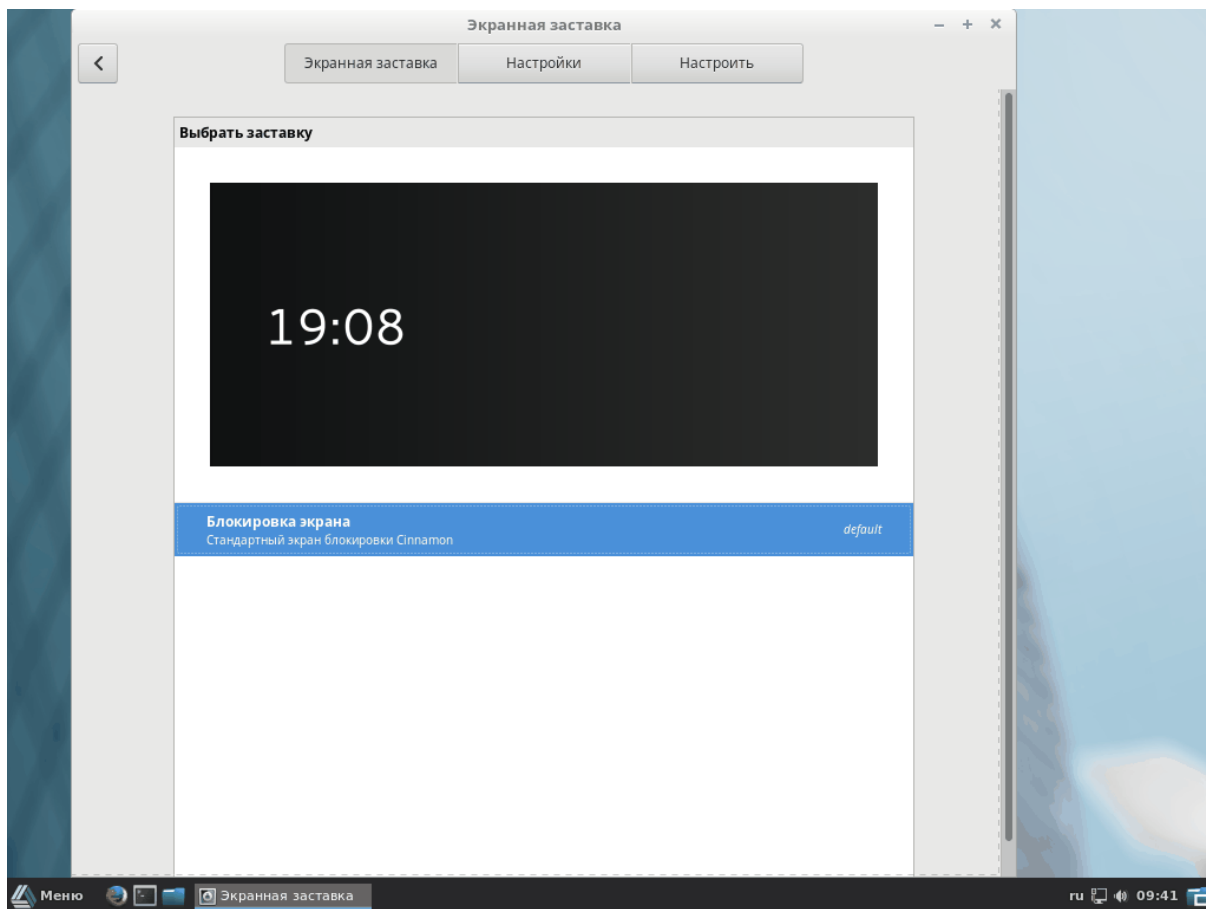 Экранная заставка
Экранная заставка
Настройки
Настроить
Выбрать заставку
19:08
Блокировка экрана
Стандартный экран блокировки Cinnamon
default
Меню
Экранная заставка
ru
09:41